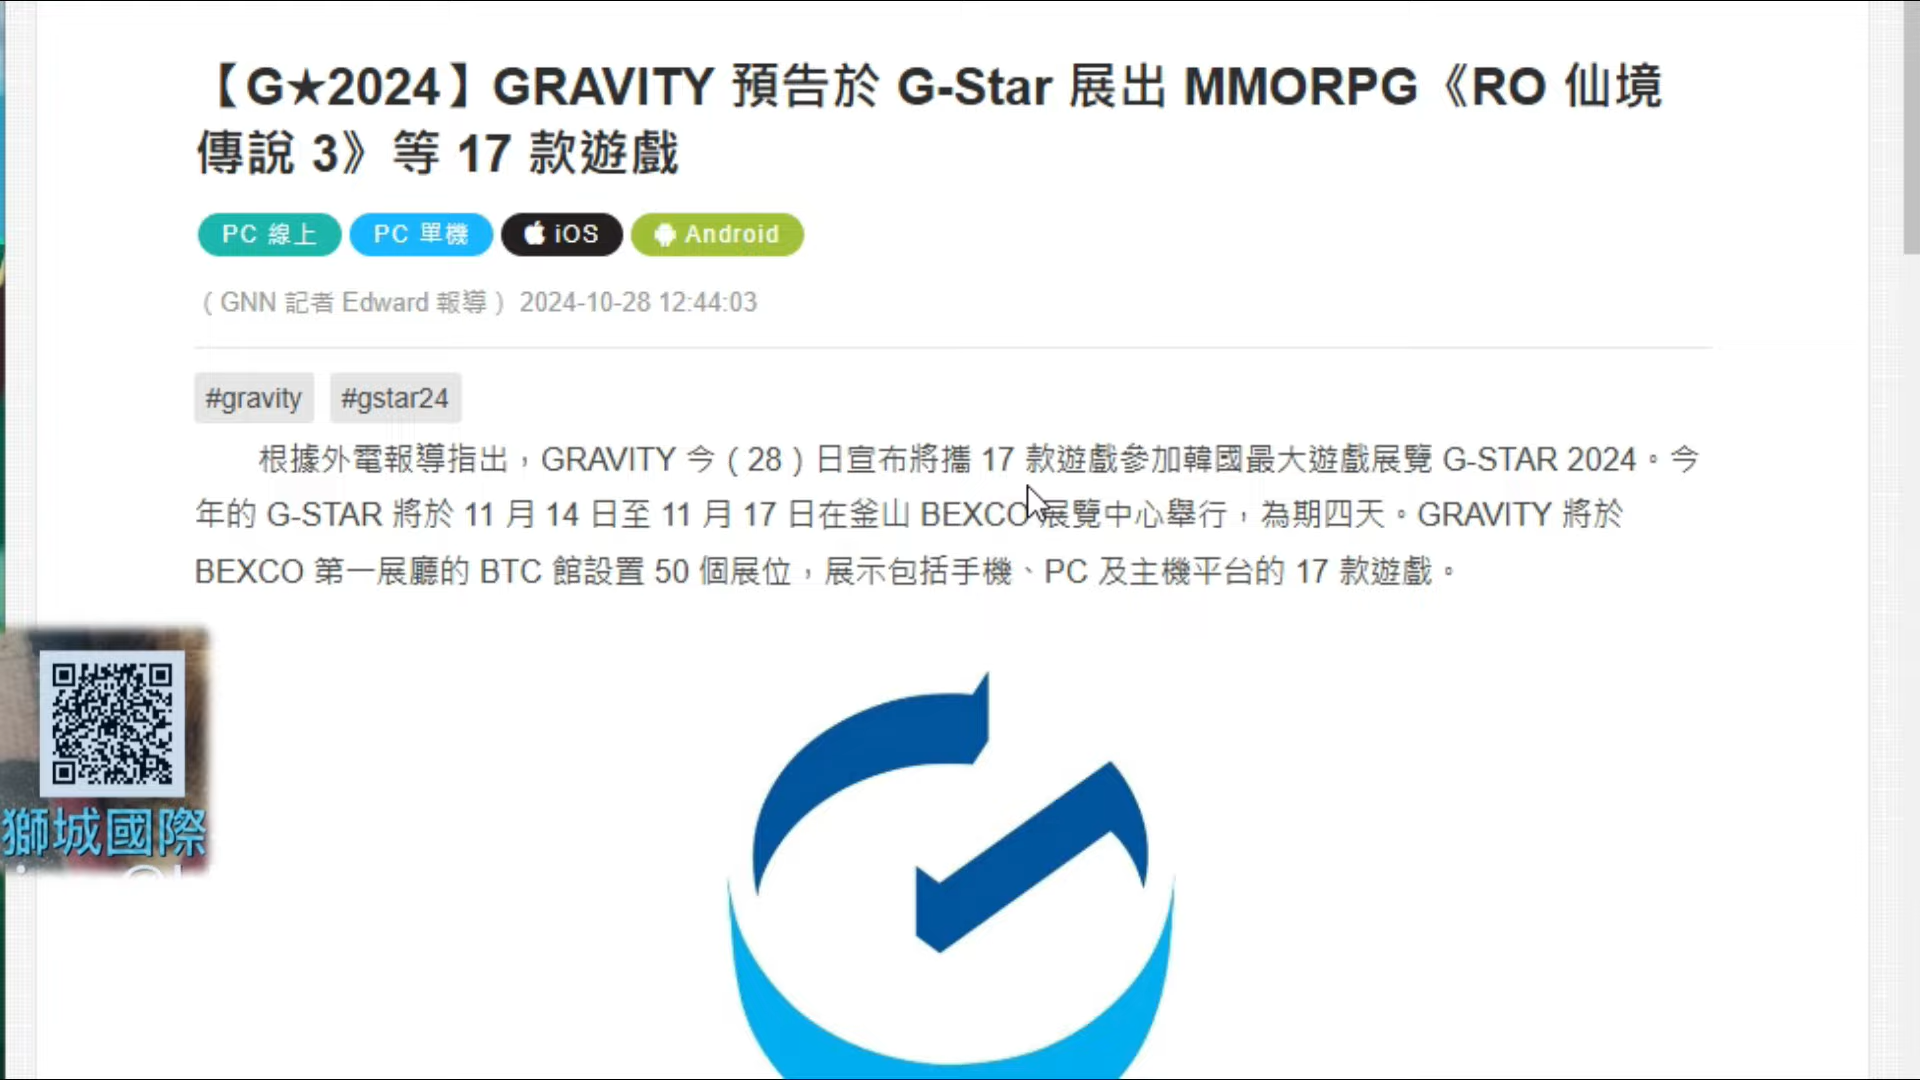 【G★2024】GRAVITY 預告於 G-Star 展出 MMORPG《RO 仙境
傳說 3》等 17 款遊戲
PC 線上 PC 單機 iOS Android
（GNN 記者 Edward 報導） 2024-10-28 12:44:03
#gravity #gstar24
根據外電報導指出，GRAVITY 今（28）日宣布將攜 17 款遊戲參加韓國最大遊戲展覽 G-STAR 2024。今
年的 G-STAR 將於 11 月 14 日至 11 月 17 日在釜山 BEXCO 展覽中心舉行，為期四天。GRAVITY 將於
BEXCO 第一展廳的 BTC 館設置 50 個展位，展示包括手機、PC 及主機平台的 17 款遊戲。
獅城國際